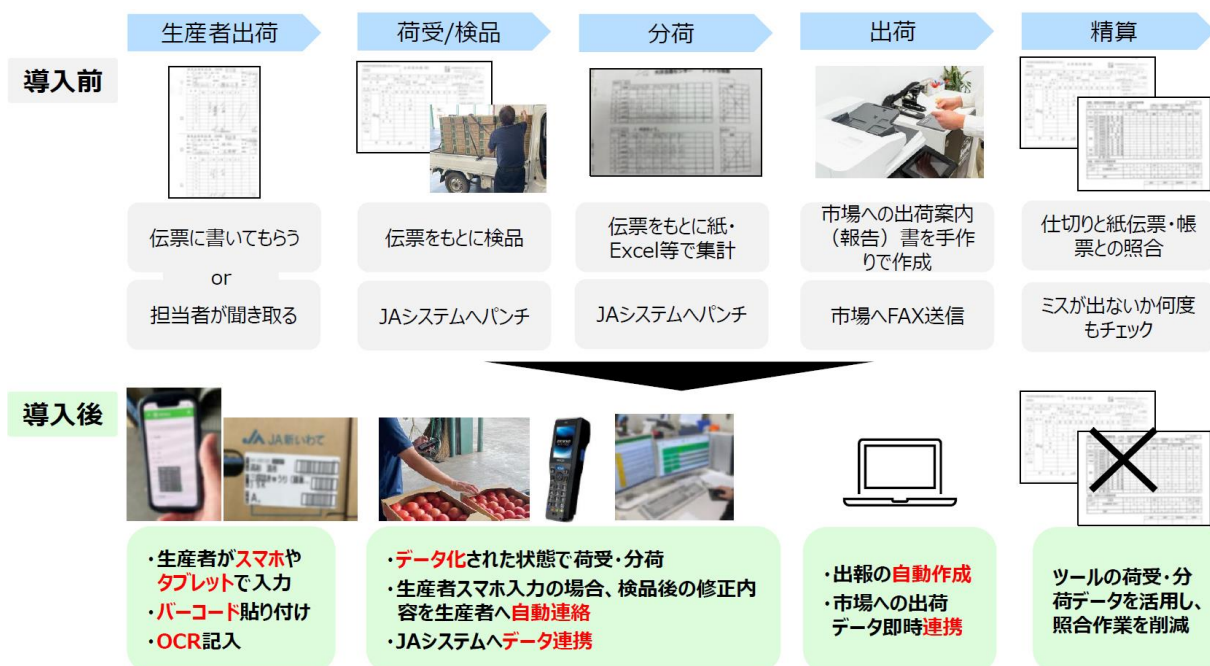 生産者出荷
荷受/検品
分荷
出荷
精算
導入前
伝票に書いてもらう
or
担当者が聞き取る
伝票をもとに検品
JAシステムへパンチ
伝票をもとに紙・
Excel等で集計
JAシステムへパンチ
市場への出荷案内
（報告）書を手作
りで作成
市場へFAX送信
仕切りと紙伝票・帳
票との照合
ミスが出ないか何度
もチェック
導入後
JA新いわて
・生産者がスマホや
タブレットで入力
・バーコード貼り付け
・OCR記入
・データ化された状態で荷受・分荷
・生産者スマホ入力の場合、検品後の修正内
容を生産者へ自動連絡
・JAシステムへデータ連携
・出報の自動作成
・市場への出荷
データ即時連携
ツールの荷受・分
荷データを活用し、
照合作業を削減